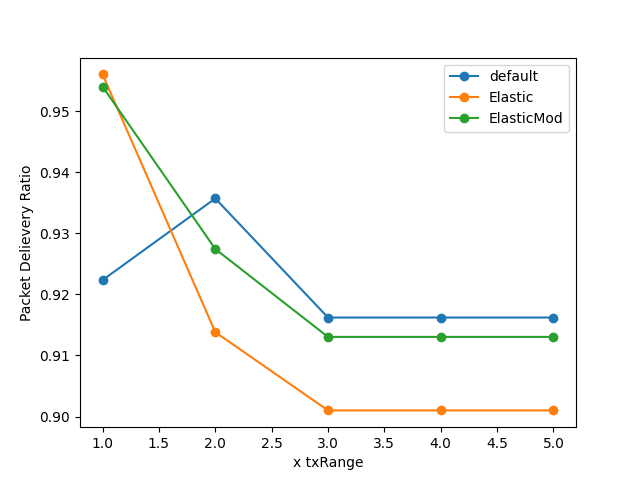 default
Elastic
ElasticMod
0.95
0.94
0.93
0.92
0.91
0.90
Packet Delievery Ratio
1.0 1.5 2.0 2.5 3.0 3.5 4.0 4.5 5.0
x txRange